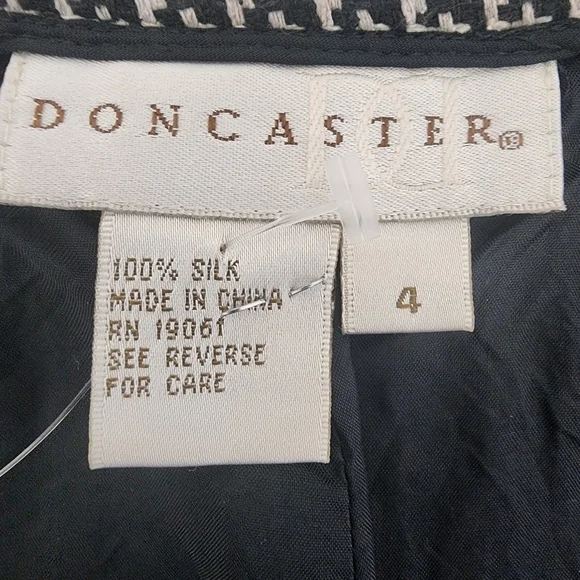 DONCASTER®
100% SILK
MADE IN CHINA
RN 19061
SEE REVERSE
FOR CARE
4